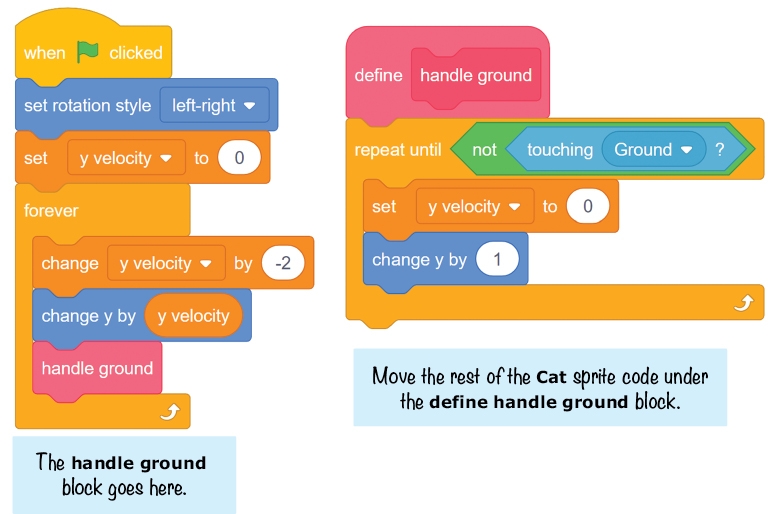 when clicked
set rotation style left-right
set y velocity to 0
forever
change y velocity by -2
change y by y velocity
handle ground
The handle ground
block goes here.
define handle ground
repeat until not touching Ground ?
set y velocity to 0
change y by 1
Move the rest of the Cat sprite code under
the define handle ground block.